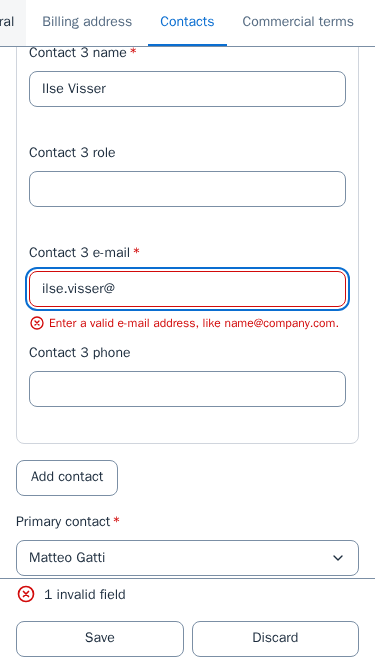 ral Billing address Contacts Commercial terms
Contact 3 name *
Ilse Visser
Contact 3 role
Contact 3 e-mail *
ilse.visser@
Enter a valid e-mail address, like name@company.com.
Contact 3 phone
Add contact
Primary contact *
Matteo Gatti
1 invalid field
Save Discard